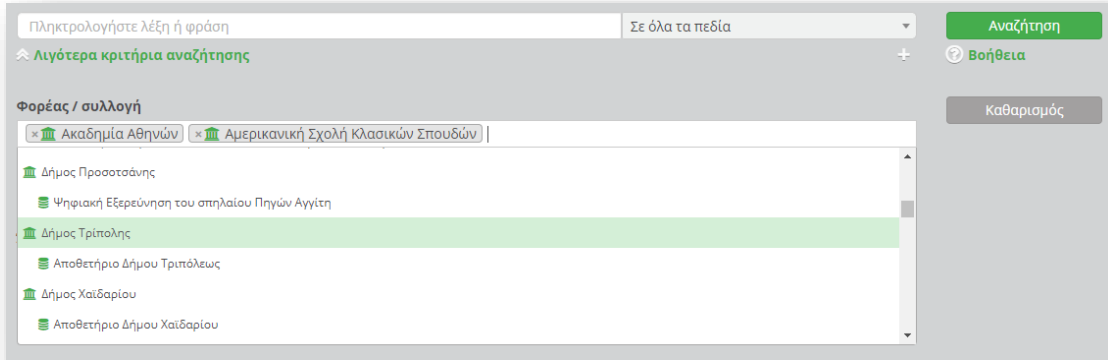 Πληκτρολογήστε λέξη ή φράση Σε όλα τα πεδία Αναζήτηση
Λιγότερα κριτήρια αναζήτησης + ? Βοήθεια
Φορέας / συλλογή Καθαρισμός
× Ακαδημία Αθηνών × Αμερικανική Σχολή Κλασικών Σπουδών
Δήμος Προσοτσάνης
Ψηφιακή Εξερεύνηση του σπηλαίου Πηγών Αγγίτη
Δήμος Τρίπολης
Αποθετήριο Δήμου Τριπόλεως
Δήμος Χαϊδαρίου
Αποθετήριο Δήμου Χαϊδαρίου